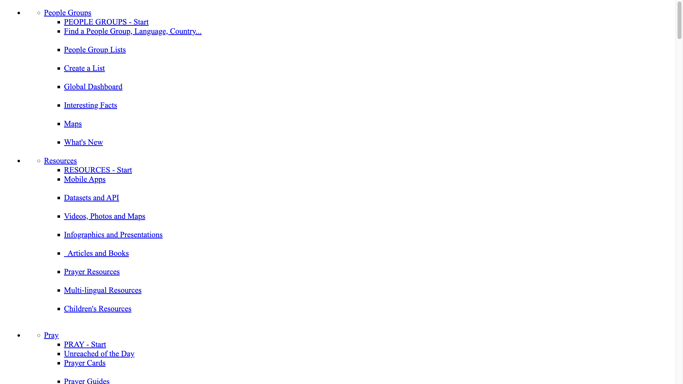 People Groups
PEOPLE GROUPS - Start
Find a People Group, Language, Country...
People Group Lists
Create a List
Global Dashboard
Interesting Facts
Maps
What's New
Resources
RESOURCES - Start
Mobile Apps
Datasets and API
Videos, Photos and Maps
Infographics and Presentations
Articles and Books
Prayer Resources
Multi-lingual Resources
Children's Resources
Pray
PRAY - Start
Unreached of the Day
Prayer Cards
Prayer Guides